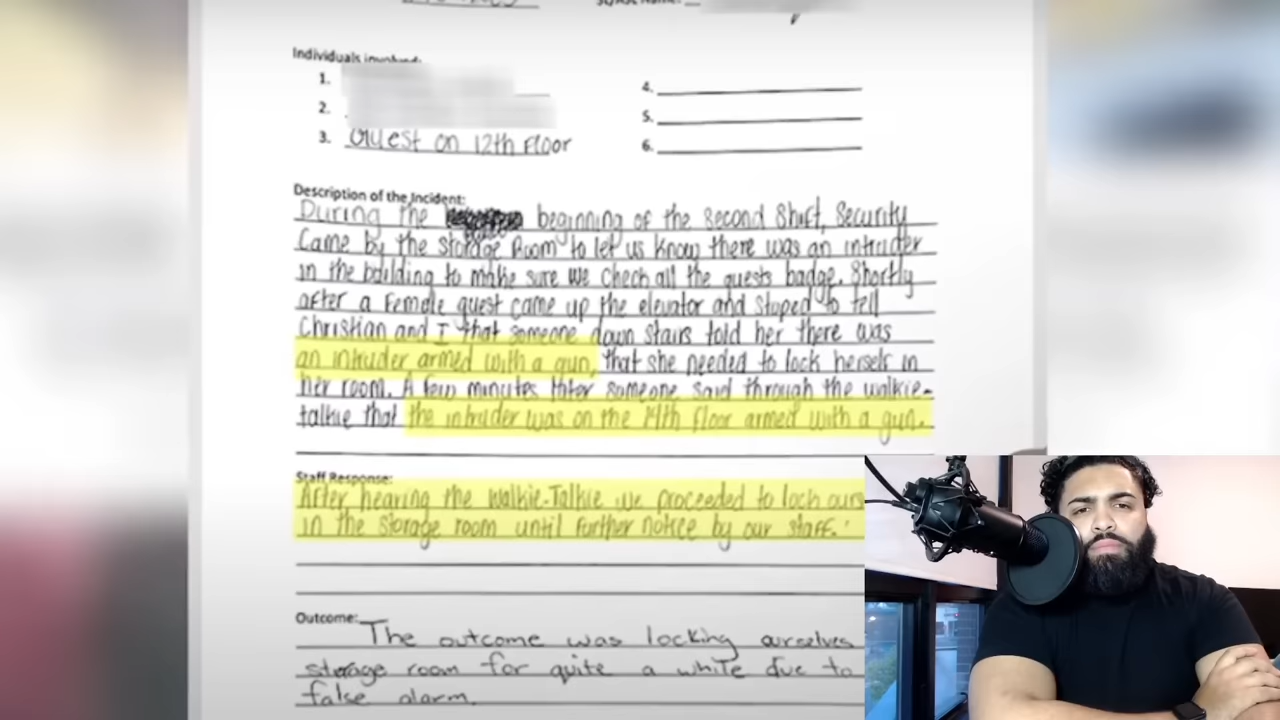 Individuals involved:
1.
2.
3. Guest on 12th Floor
4.
5.
6.
Description of the Incident:
During the beginning of the Second Shift, Security
Came by the storage Room to let us know there was an intruder
in the building to make sure we check all the guests badge. Shortly
after a Female guest came up the elevator and stoped to tell
Christian and I that someone down stairs told her there was
an intruder armed with a gun, that she needed to lock herself in
her room. A few minutes later someone said through the walkie-
talkie that the intruder was on the 14th floor armed with a gun.
Staff Response:
After hearing the Walkie-Talkie we proceeded to lock ours
in the storage room until further notice by our staff.
Outcome:
The outcome was locking ourselves
storage room for quite a while due to
false alarm.